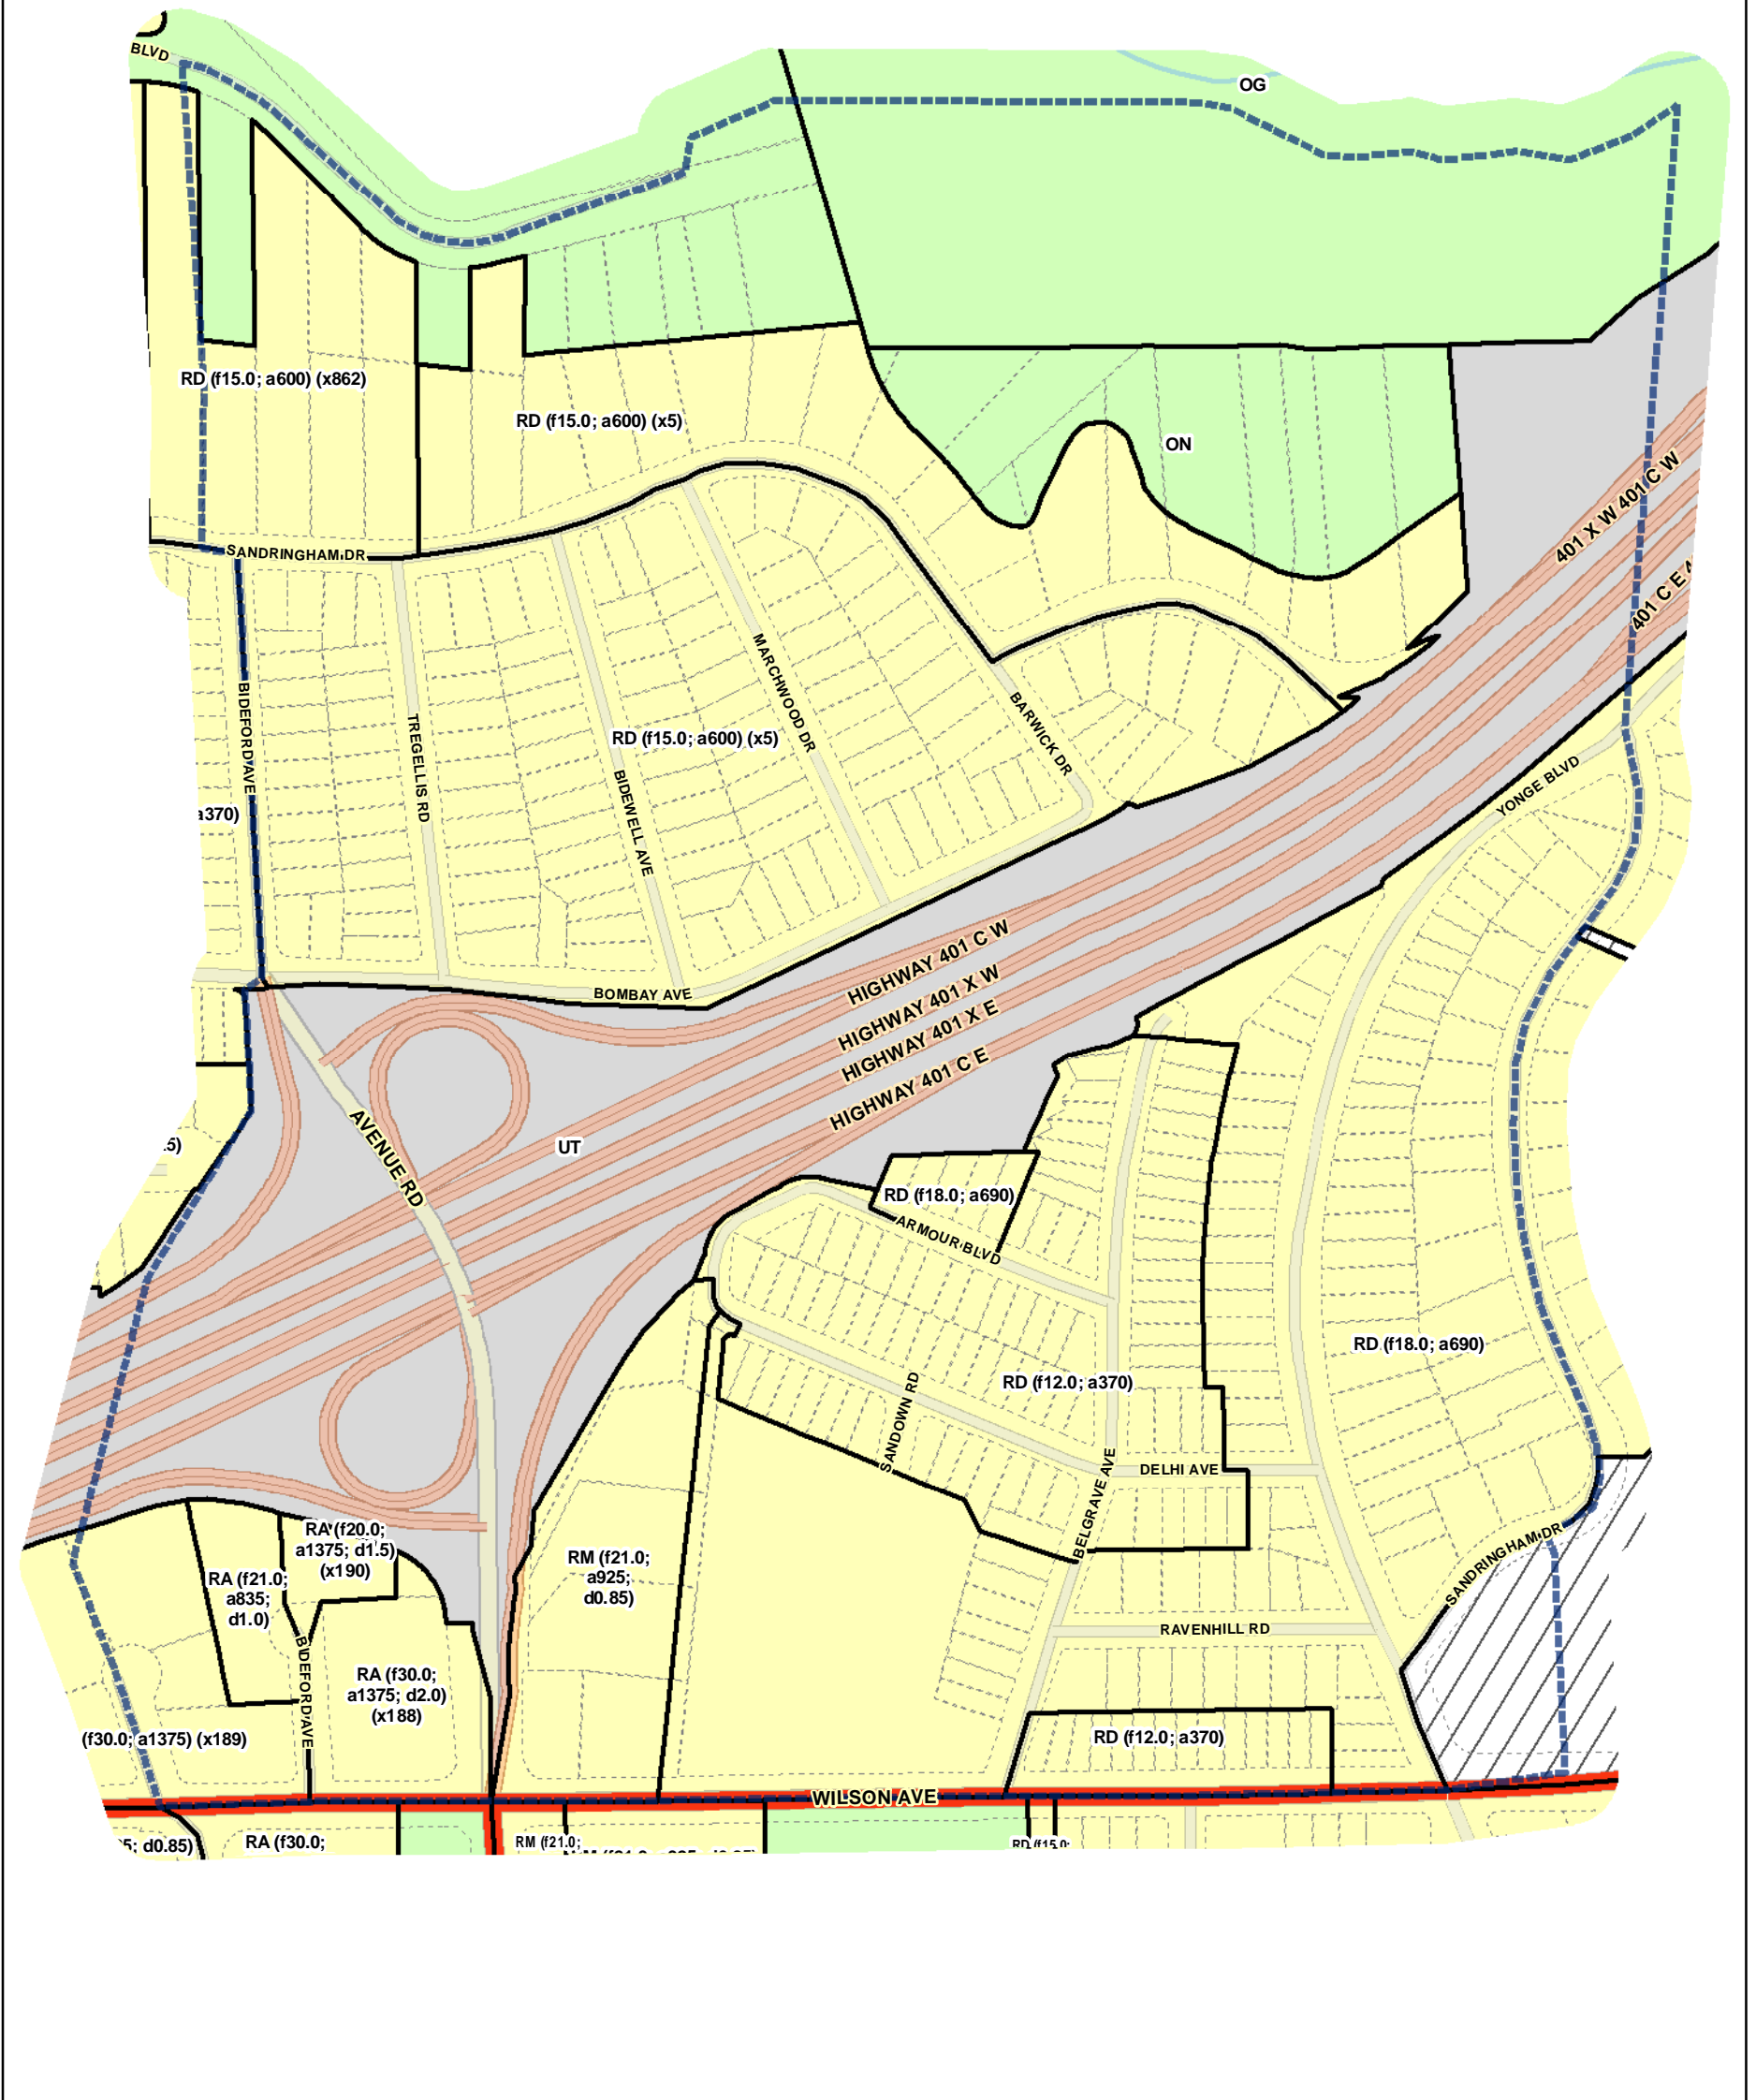 BLVD
OG
RD (f15.0; a600) (x862)
RD (f15.0; a600) (x5)
ON
401 X W 401 C W
401 C E
SANDRINGHAM DR
BIDEFORD AVE
TREGELLIS RD
BIDEWELL AVE
MARCHWOOD DR
BARWICK DR
RD (f15.0; a600) (x5)
YONGE BLVD
a370)
BOMBAY AVE
HIGHWAY 401 C W
HIGHWAY 401 X W
HIGHWAY 401 X E
HIGHWAY 401 C E
AVENUE RD
UT
.5)
RD (f18.0; a690)
ARMOUR BLVD
RD (f18.0; a690)
RD (f12.0; a370)
SANDOWN RD
DELHI AVE
BELGRAVE AVE
SANDRINGHAM DR
RA (f20.0;
a1375; d1.5)
(x190)
RA (f21.0;
a835;
d1.0)
RM (f21.0;
a925;
d0.85)
BIDEFORD AVE
RAVENHILL RD
RA (f30.0;
a1375; d2.0)
(x188)
(f30.0; a1375) (x189)
RD (f12.0; a370)
WILSON AVE
5; d0.85)
RA (f30.0;
RM (f21.0;
RD (f15.0;